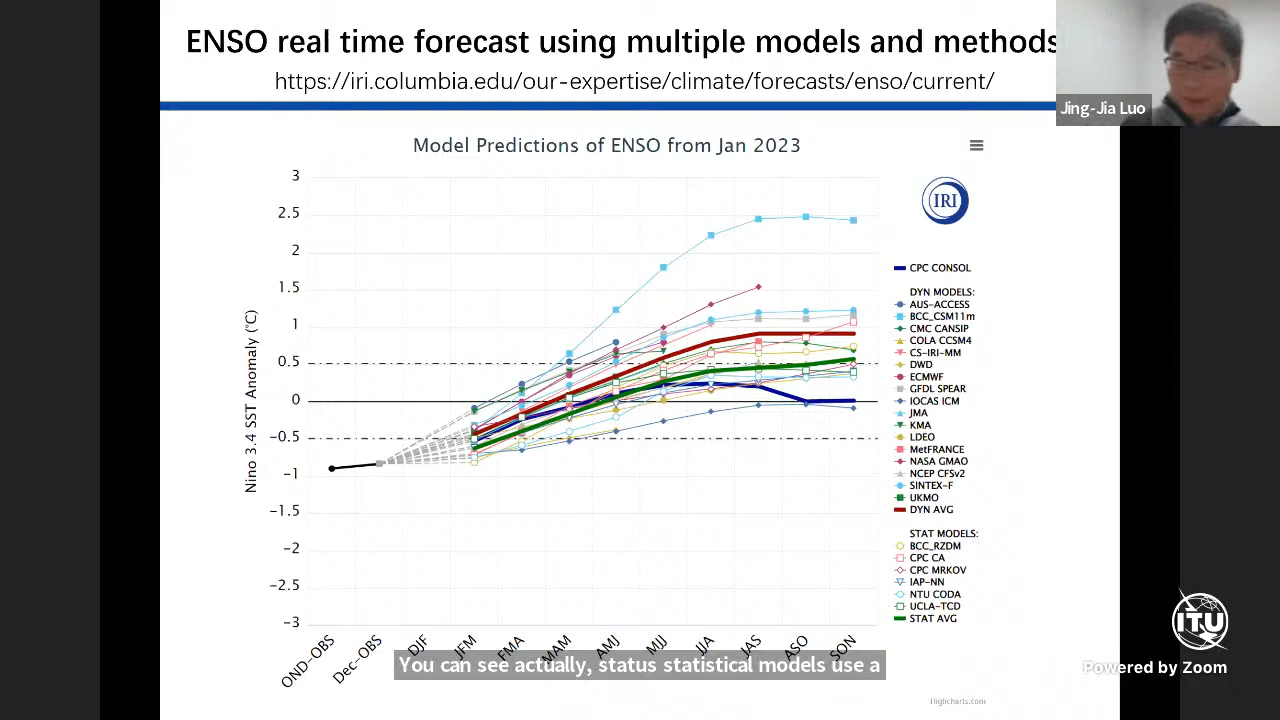 ENSO real time forecast using multiple models and methods
https://iri.columbia.edu/our-expertise/climate/forecasts/enso/current/
Jing-Jia Luo
Model Predictions of ENSO from Jan 2023
IRI
3
2.5
2
1.5
1
0.5
0
−0.5
−1
−1.5
−2
−2.5
−3
Nino 3.4 SST Anomaly (°C)
OND-OBS
Dec-OBS
DJF
JFM
FMA
MAM
AMJ
MJJ
JJA
JAS
ASO
SON
CPC CONSOL
DYN MODELS:
AUS-ACCESS
BCC_CSM11m
CMC CANSIP
COLA CCSM4
CS-IRI-MM
DWD
ECMWF
GFDL SPEAR
IOCAS ICM
JMA
KMA
LDEO
MetFRANCE
NASA GMAO
NCEP CFSv2
SINTEX-F
UKMO
DYN AVG
STAT MODELS:
BCC_RZDM
CPC CA
CPC MRKOV
IAP-NN
NTU CODA
UCLA-TCD
STAT AVG
You can see actually, status statistical models use a
ITU
Powered by Zoom
Highcharts.com